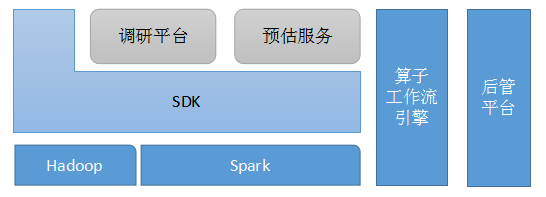 调研平台
预估服务
SDK
Hadoop
Spark
算子
工作流
引擎
后管
平台